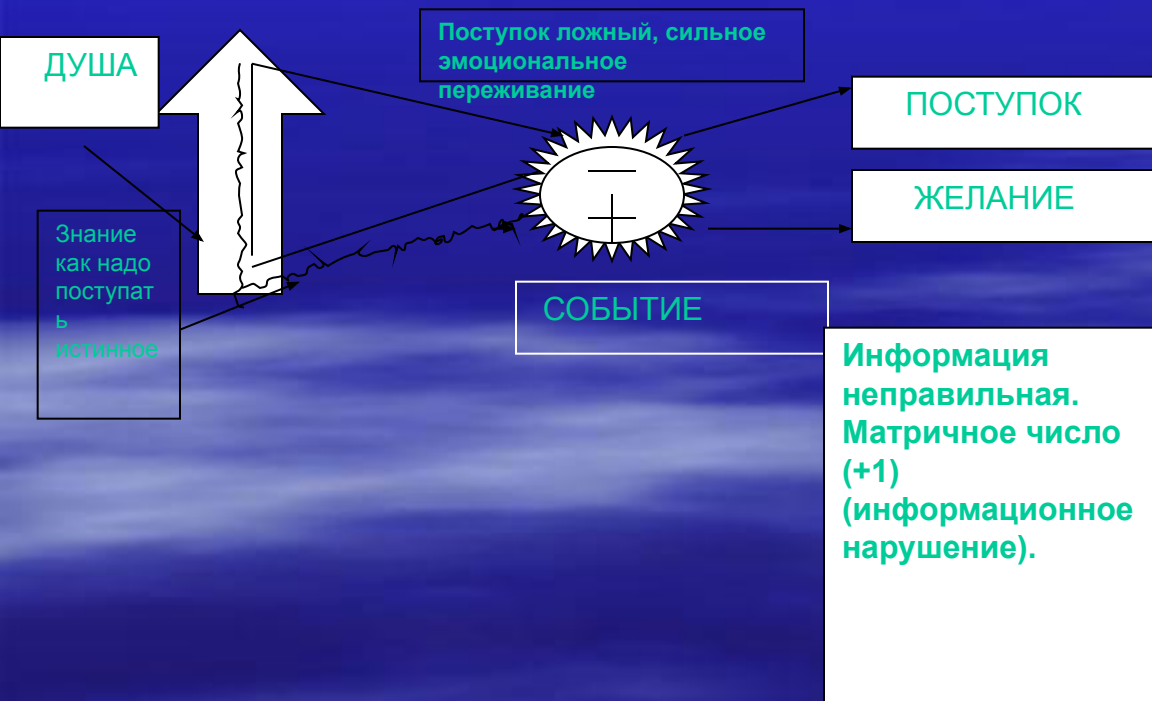 ДУША
Поступок ложный, сильное
эмоциональное
переживание
ПОСТУПОК
ЖЕЛАНИЕ
Знание
как надо
поступат
ь
истинное
СОБЫТИЕ
Информация
неправильная.
Матричное число
(+1)
(информационное
нарушение).